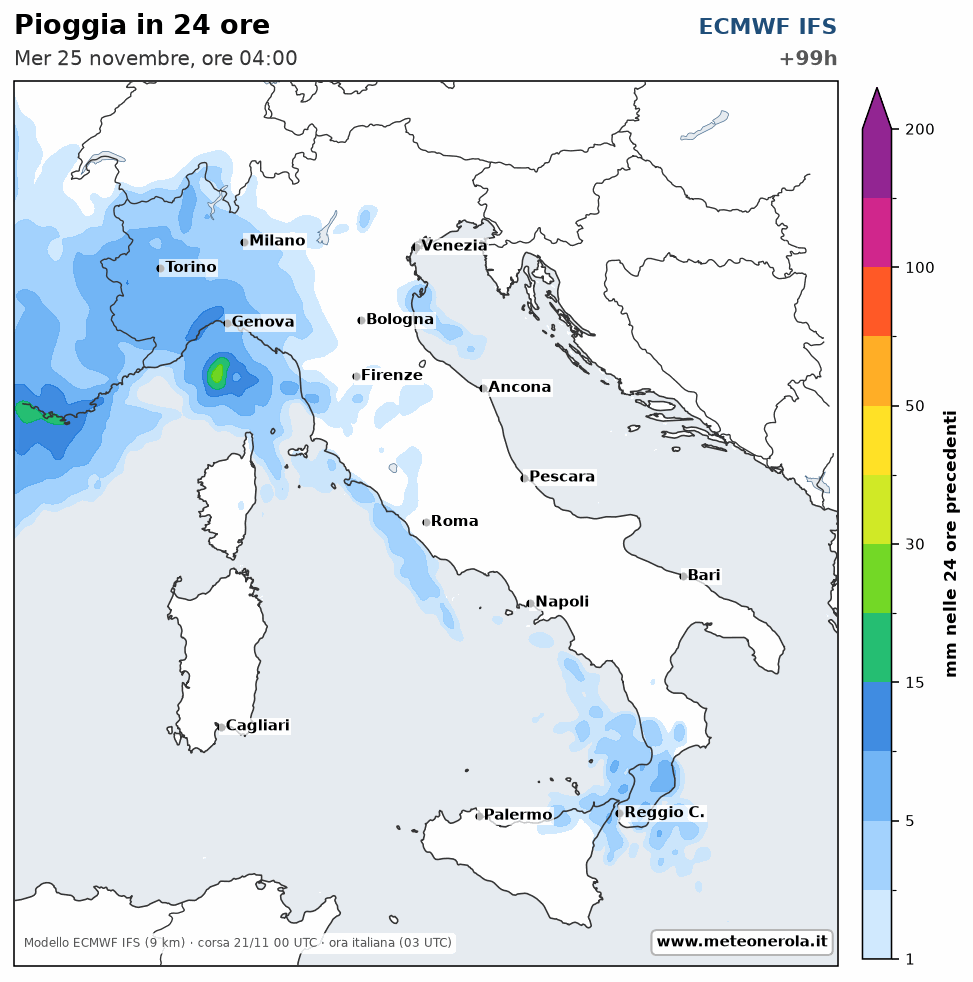 Pioggia in 24 ore
ECMWF IFS
Mer 25 novembre, ore 04:00
+99h
200
100
50
30
15
5
1
mm nelle 24 ore precedenti
Milano
Venezia
Torino
Genova
Bologna
Firenze
Ancona
Pescara
Roma
Bari
Napoli
Cagliari
Palermo
Reggio C.
Modello ECMWF IFS (9 km) · corsa 21/11 00 UTC · ora italiana (03 UTC)
www.meteonerola.it